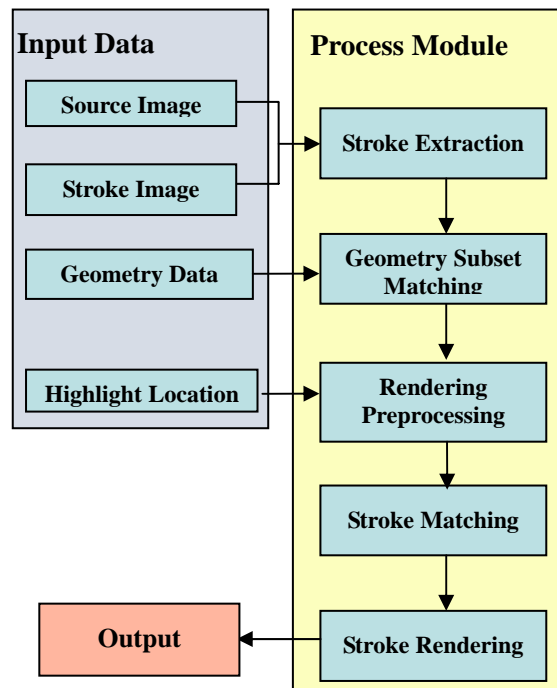 Input Data
Source Image
Stroke Image
Geometry Data
Highlight Location
Process Module
Stroke Extraction
Geometry Subset
Matching
Rendering
Preprocessing
Stroke Matching
Stroke Rendering
Output